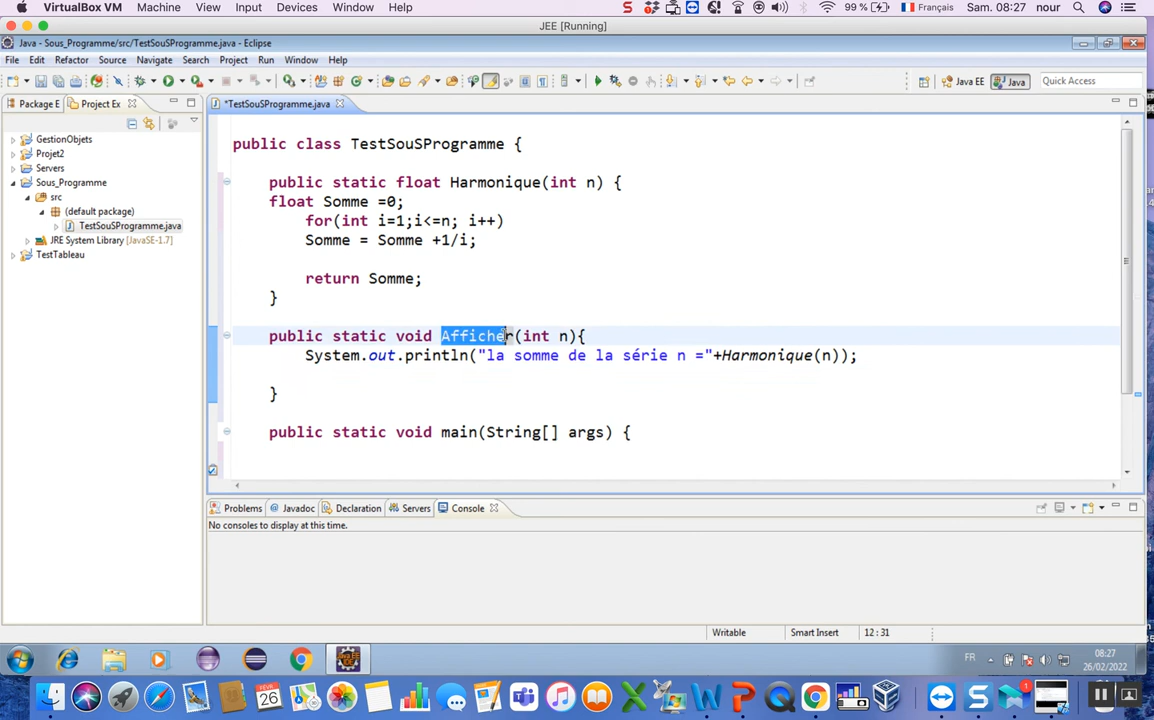 VirtualBox VM Machine View Input Devices Window Help 99 % Français Sam. 08:27 nour
JEE [Running]
Java - Sous_Programme/src/TestSouSProgramme.java - Eclipse
File Edit Refactor Source Navigate Search Project Run Window Help
Java EE Java Quick Access
Package E Project Ex *TestSouSProgramme.java
GestionObjets
Projet2
Servers
Sous_Programme
src
(default package)
TestSouSProgramme.java
JRE System Library [JavaSE-1.7]
TestTableau
public class TestSouSProgramme {
public static float Harmonique(int n) {
float Somme =0;
for(int i=1;i<=n; i++)
Somme = Somme +1/i;
return Somme;
}
public static void Afficher(int n){
System.out.println("la somme de la série n ="+Harmonique(n));
}
public static void main(String[] args) {
Problems Javadoc Declaration Servers Console
No consoles to display at this time.
Writable Smart Insert 12 : 31
FR 08:27
26/02/2022